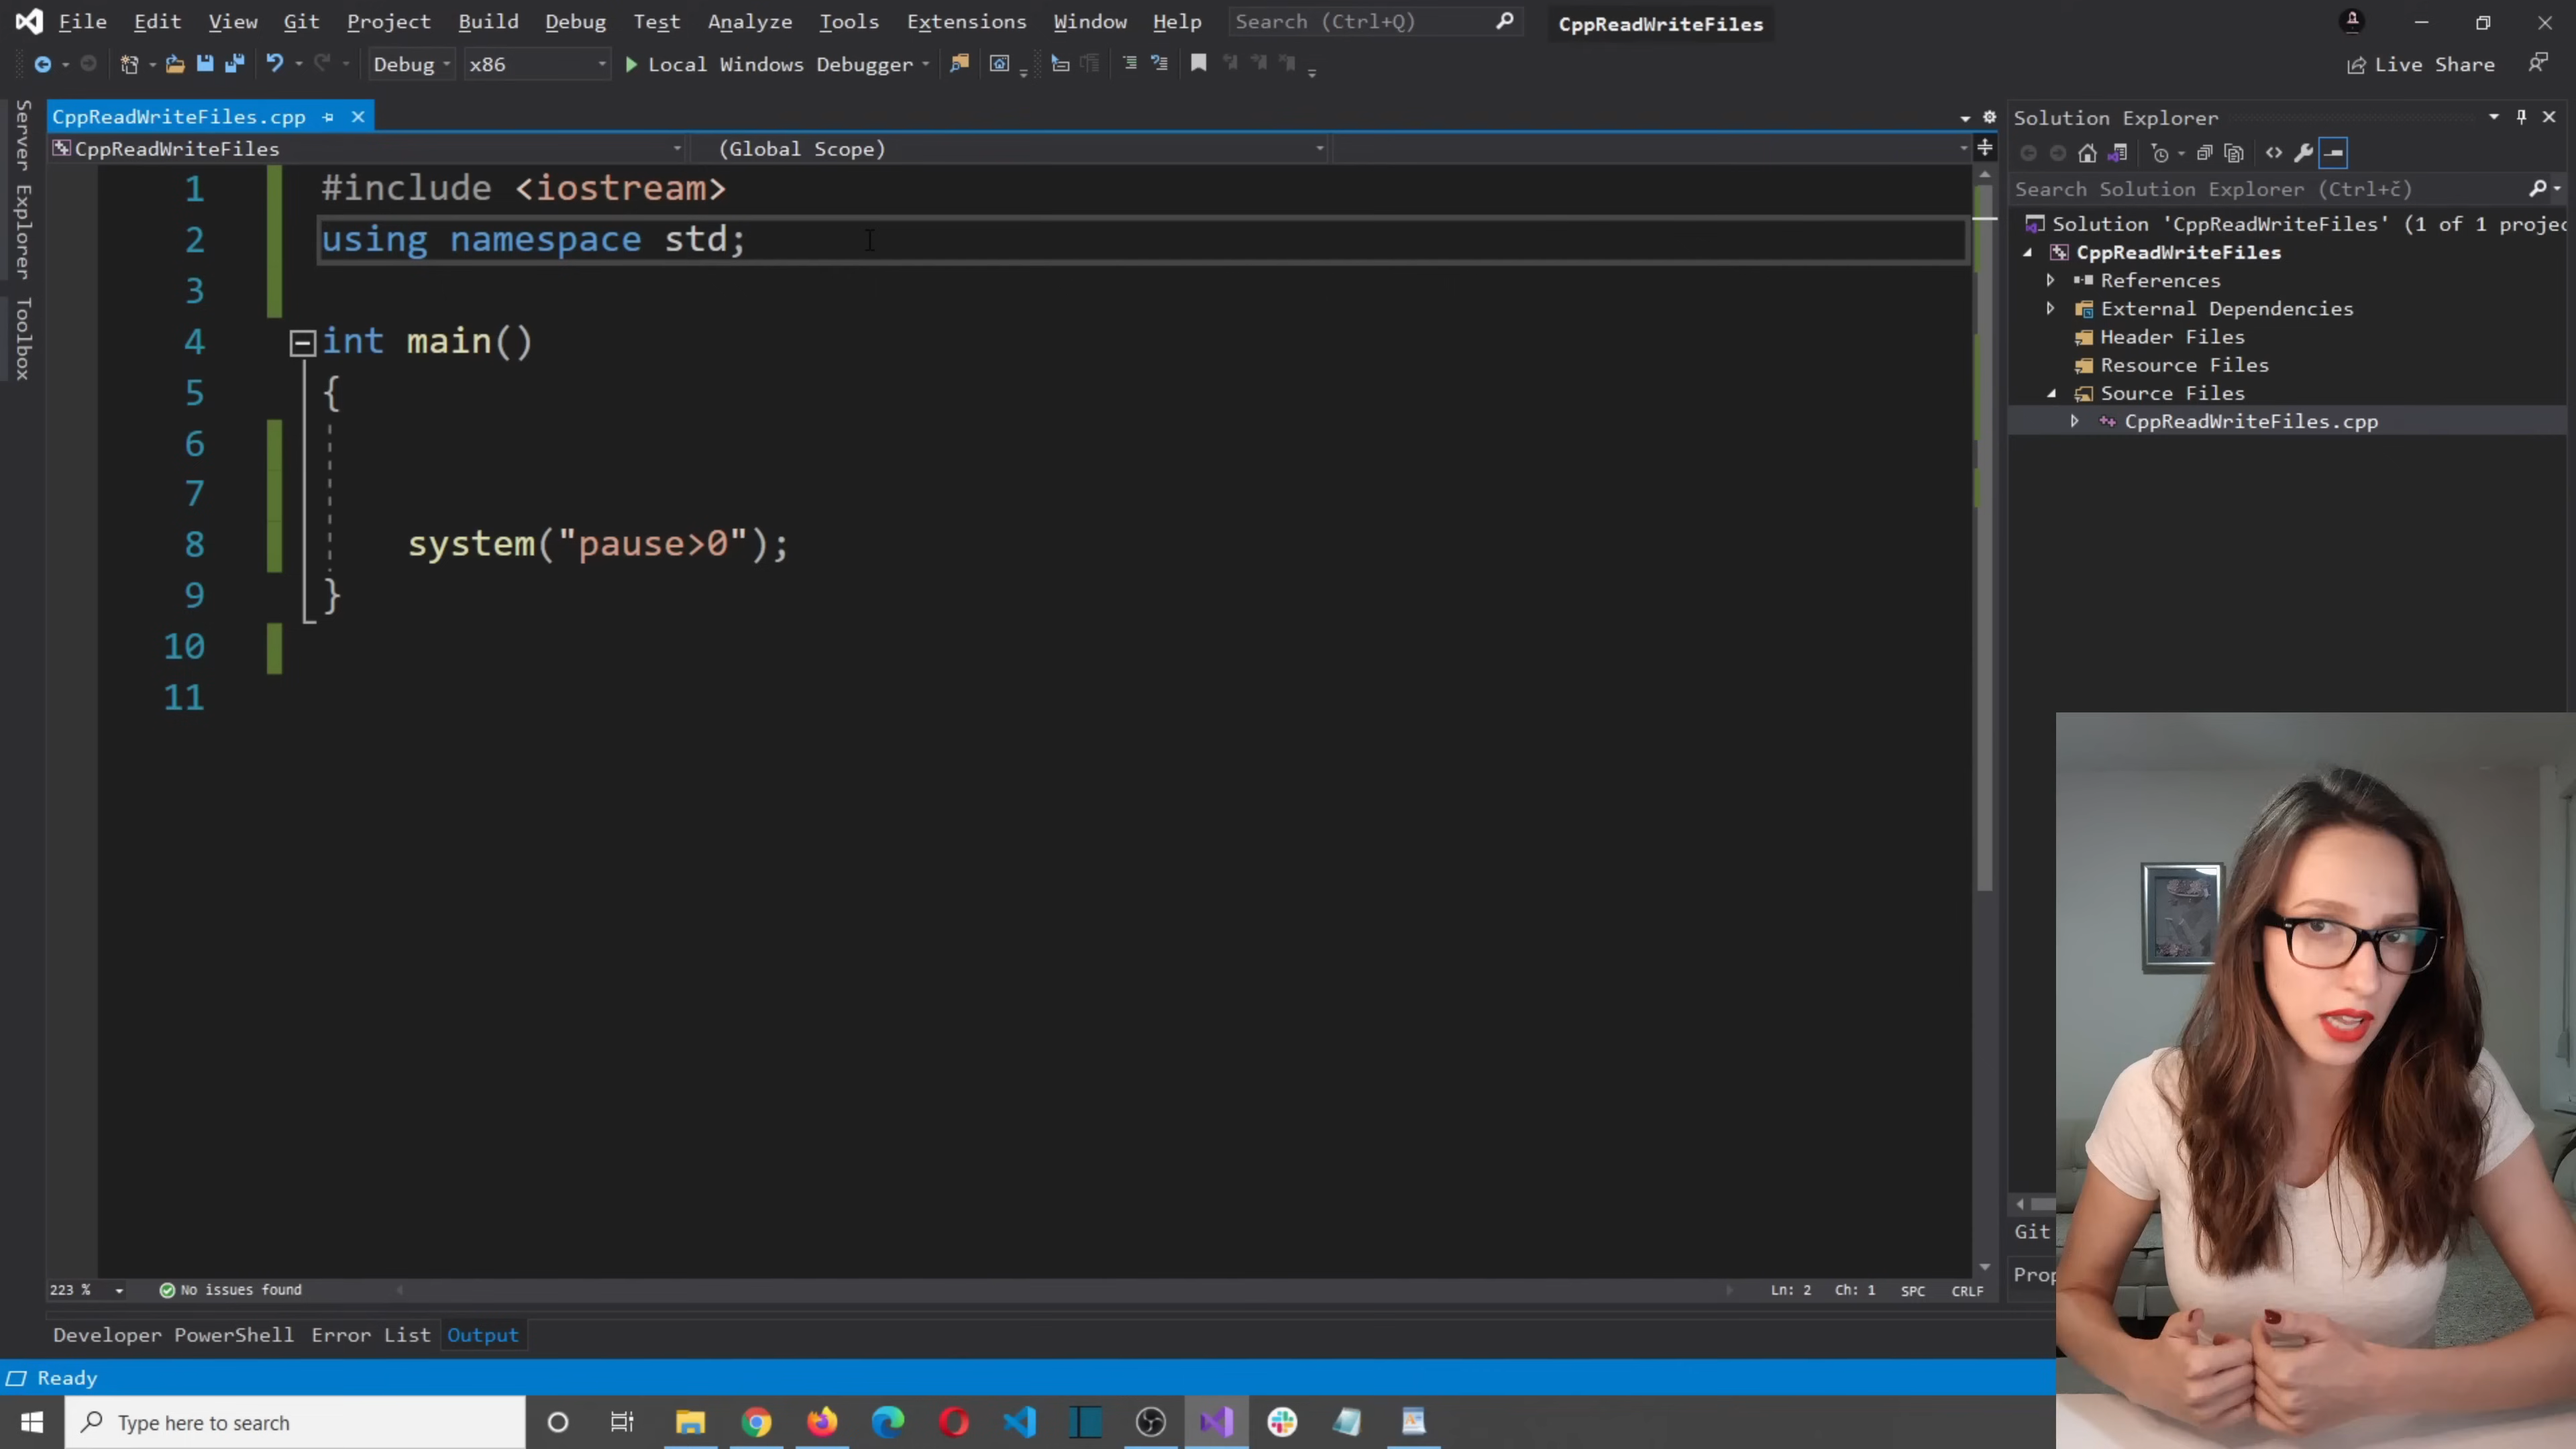 File Edit View Git Project Build Debug Test Analyze Tools Extensions Window Help Search (Ctrl+Q) CppReadWriteFiles
Debug x86 Local Windows Debugger Live Share
Server Explorer
Toolbox
CppReadWriteFiles.cpp
CppReadWriteFiles (Global Scope)
1 #include <iostream>
2 using namespace std;
3
4 int main()
5 {
6
7
8 system("pause>0");
9 }
10
11
223 % No issues found Ln: 2 Ch: 1 SPC CRLF
Developer PowerShell Error List Output
Ready
Type here to search
Solution Explorer
Search Solution Explorer (Ctrl+č)
Solution 'CppReadWriteFiles' (1 of 1 projec
CppReadWriteFiles
References
External Dependencies
Header Files
Resource Files
Source Files
CppReadWriteFiles.cpp
Git
Prop